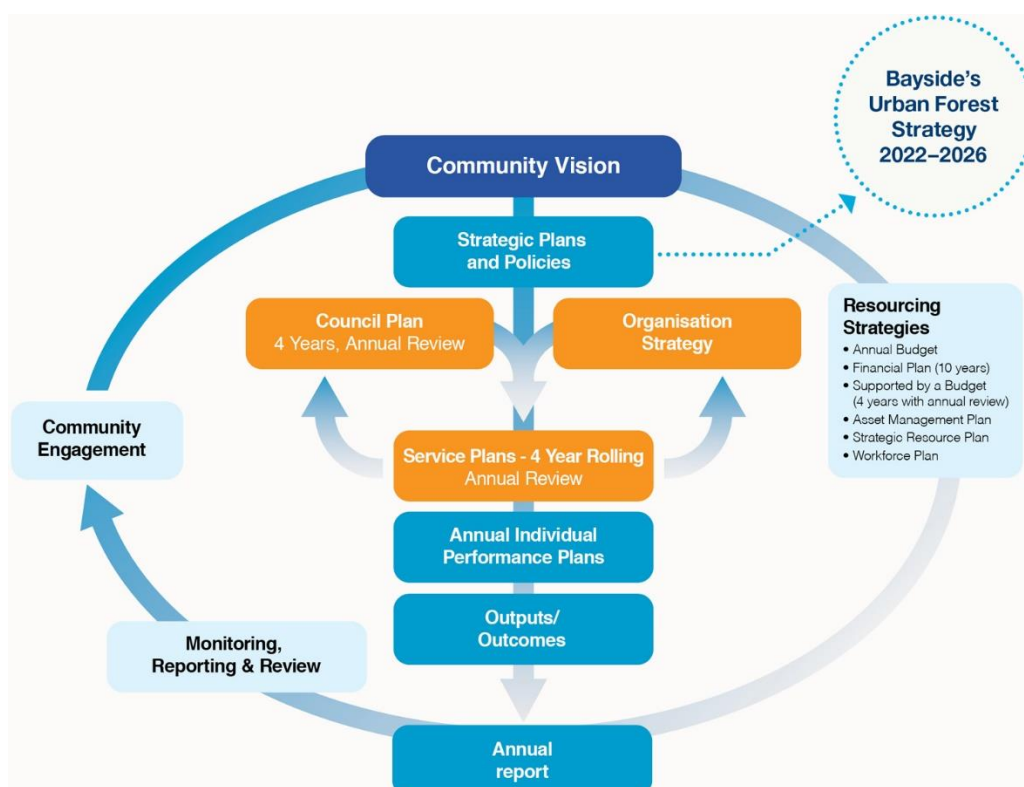 Bayside's
Urban Forest
Strategy
2022–2026
Community Vision
Strategic Plans
and Policies
Council Plan
4 Years, Annual Review
Organisation
Strategy
Resourcing
Strategies
• Annual Budget
• Financial Plan (10 years)
• Supported by a Budget
(4 years with annual review)
• Asset Management Plan
• Strategic Resource Plan
• Workforce Plan
Community
Engagement
Service Plans - 4 Year Rolling
Annual Review
Annual Individual
Performance Plans
Outputs/
Outcomes
Monitoring,
Reporting & Review
Annual
report